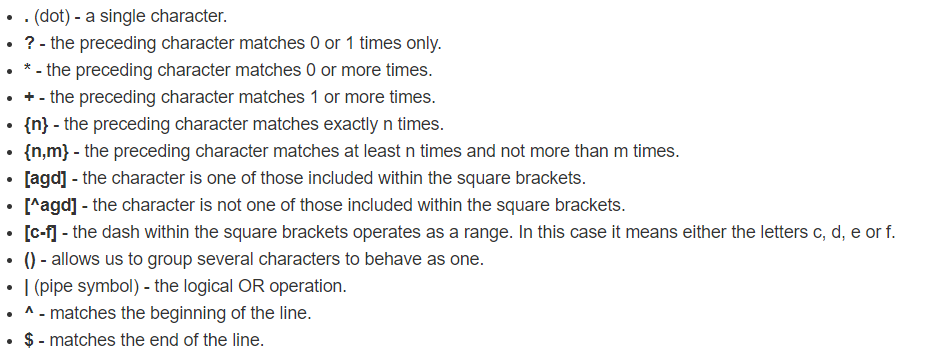 • . (dot) - a single character.
• ? - the preceding character matches 0 or 1 times only.
• * - the preceding character matches 0 or more times.
• + - the preceding character matches 1 or more times.
• {n} - the preceding character matches exactly n times.
• {n,m} - the preceding character matches at least n times and not more than m times.
• [agd] - the character is one of those included within the square brackets.
• [^agd] - the character is not one of those included within the square brackets.
• [c-f] - the dash within the square brackets operates as a range. In this case it means either the letters c, d, e or f.
• () - allows us to group several characters to behave as one.
• | (pipe symbol) - the logical OR operation.
• ^ - matches the beginning of the line.
• $ - matches the end of the line.